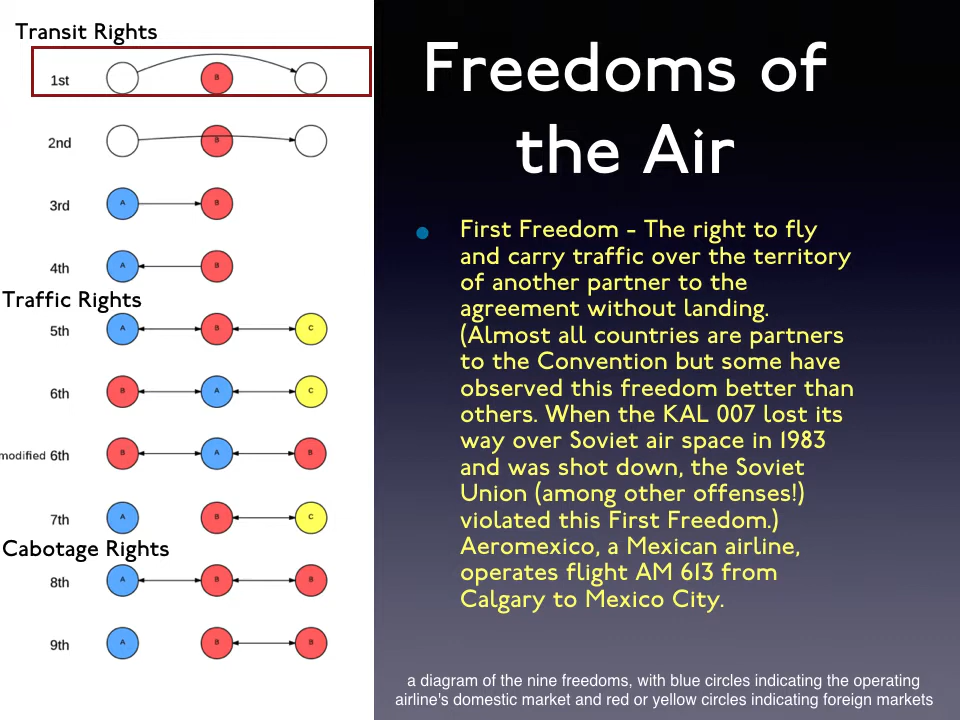 Transit Rights
1st B
2nd B
3rd A B
4th A B
Traffic Rights
5th A B C
6th B A C
modified 6th B A B
7th A B C
Cabotage Rights
8th A B B
9th A B B
Freedoms of
the Air
First Freedom - The right to fly
and carry traffic over the territory
of another partner to the
agreement without landing.
(Almost all countries are partners
to the Convention but some have
observed this freedom better than
others. When the KAL 007 lost its
way over Soviet air space in 1983
and was shot down, the Soviet
Union (among other offenses!)
violated this First Freedom.)
Aeromexico, a Mexican airline,
operates flight AM 613 from
Calgary to Mexico City.
a diagram of the nine freedoms, with blue circles indicating the operating
airline's domestic market and red or yellow circles indicating foreign markets